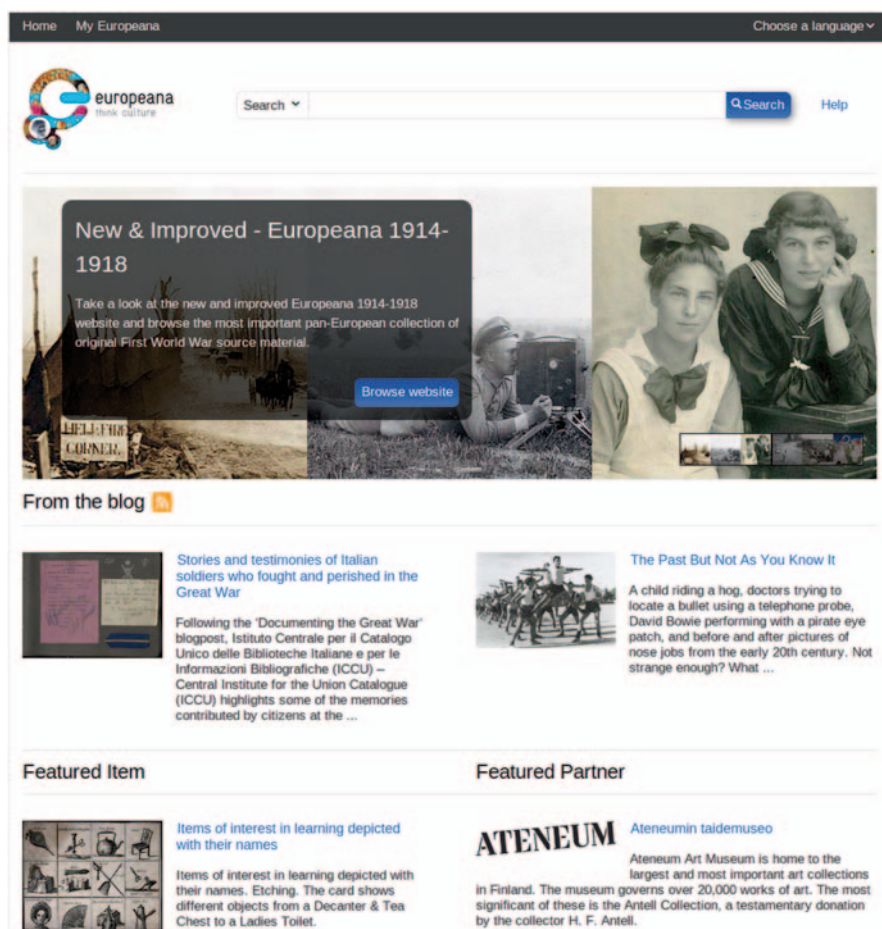 Home My Europeana Choose a language
europeana
think culture
Search Search Help
New & Improved - Europeana 1914-
1918
Take a look at the new and improved Europeana 1914-1918
website and browse the most important pan-European collection of
original First World War source material.
Browse website
HELL FIRE
CORNER.
From the blog
Stories and testimonies of Italian
soldiers who fought and perished in the
Great War
Following the 'Documenting the Great War'
blogpost, Istituto Centrale per il Catalogo
Unico delle Biblioteche Italiane e per le
Informazioni Bibliografiche (ICCU) –
Central Institute for the Union Catalogue
(ICCU) highlights some of the memories
contributed by citizens at the ...
The Past But Not As You Know It
A child riding a hog, doctors trying to
locate a bullet using a telephone probe,
David Bowie performing with a pirate eye
patch, and before and after pictures of
nose jobs from the early 20th century. Not
strange enough? What ...
Featured Item
Items of interest in learning depicted
with their names
Items of interest in learning depicted with
their names. Etching. The card shows
different objects from a Decanter & Tea
Chest to a Ladies Toilet.
Featured Partner
ATENEUM
Ateneumin taidemuseo
Ateneum Art Museum is home to the
largest and most important art collections
in Finland. The museum governs over 20,000 works of art. The most
significant of these is the Antell Collection, a testamentary donation
by the collector H. F. Antell.